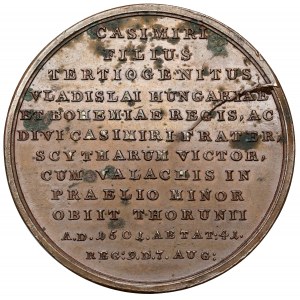 CASIMIRI
FILIUS
TERTIOGENITUS
VLADISLAI HUNGARIAE
ET BOHEMIAE REGIS, AC
DIVI CASIMIRI FRATER,
SCYTHARUM VICTOR,
CUM VALACHIS IN
PRAELIO MINOR
OBIIT THORUNII
A.D. 1501. AETAT: 41.
REG: 9. D. 7. AUG: